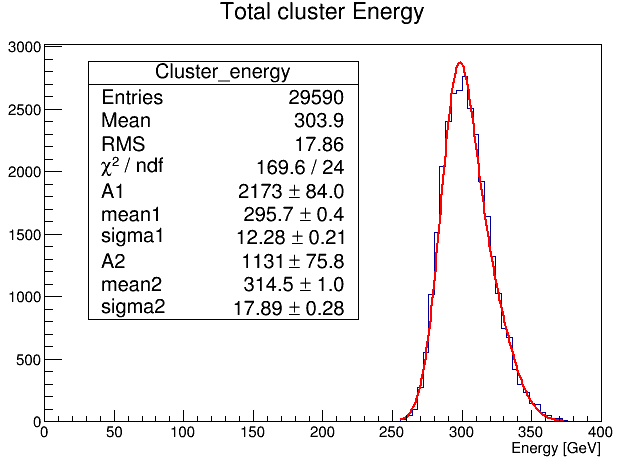 Total cluster Energy
Cluster_energy
Entries 29590
Mean 303.9
RMS 17.86
χ² / ndf 169.6 / 24
A1 2173 ± 84.0
mean1 295.7 ± 0.4
sigma1 12.28 ± 0.21
A2 1131 ± 75.8
mean2 314.5 ± 1.0
sigma2 17.89 ± 0.28
3000
2500
2000
1500
1000
500
0
0 50 100 150 200 250 300 350 400
Energy [GeV]